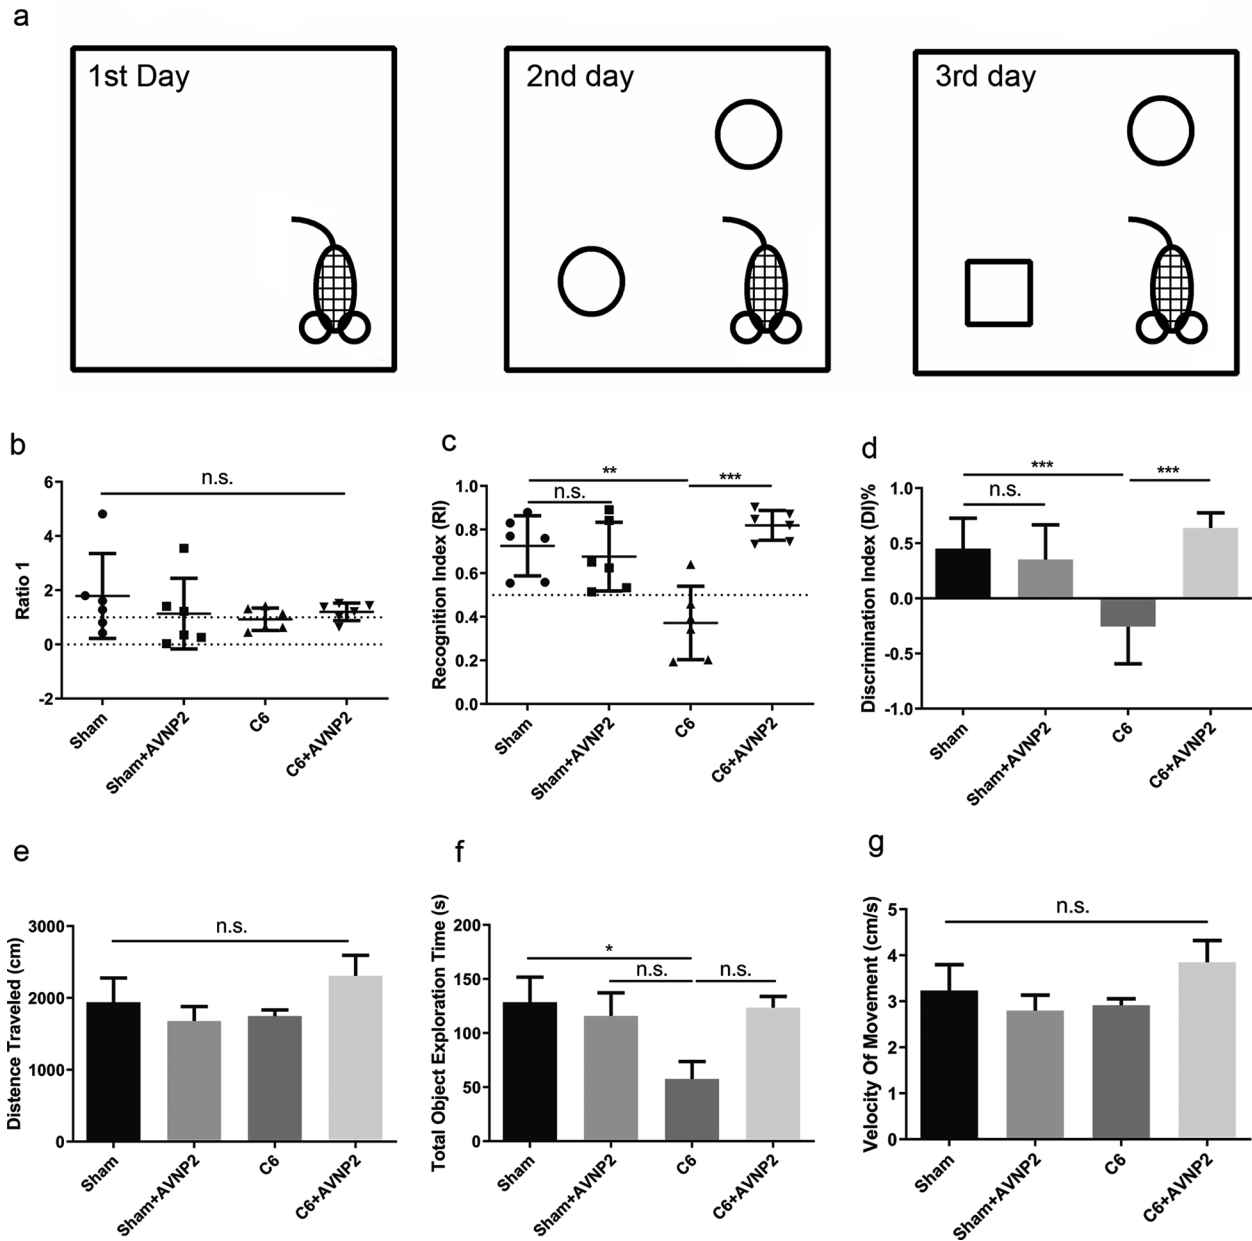 a
1st Day
2nd day
3rd day
b
n.s.
Ratio 1
6
4
2
0
-2
Sham
Sham+AVNP2
C6
C6+AVNP2
c
**
***
n.s.
Recognition Index (RI)
1.0
0.8
0.6
0.4
0.2
0.0
Sham
Sham+AVNP2
C6
C6+AVNP2
d
***
***
n.s.
Discrimination Index (DI)%
1.0
0.5
0.0
-0.5
-1.0
Sham
Sham+AVNP2
C6
C6+AVNP2
e
n.s.
Distence Traveled (cm)
3000
2000
1000
0
Sham
Sham+AVNP2
C6
C6+AVNP2
f
*
n.s.
n.s.
Total Object Exploration Time (s)
200
150
100
50
0
Sham
Sham+AVNP2
C6
C6+AVNP2
g
n.s.
Velocity Of Movement (cm/s)
5
4
3
2
1
0
Sham
Sham+AVNP2
C6
C6+AVNP2